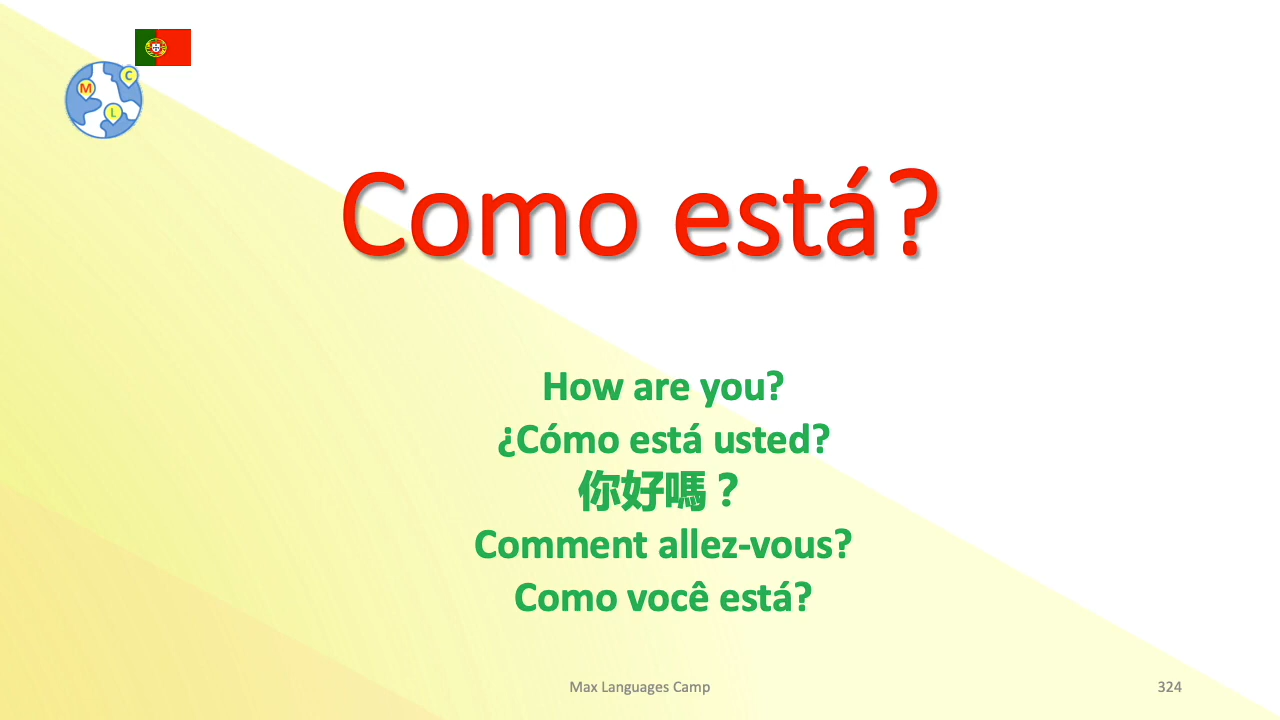 M
C
L
Como está?
How are you?
¿Cómo está usted?
你好嗎？
Comment allez-vous?
Como você está?
Max Languages Camp
324